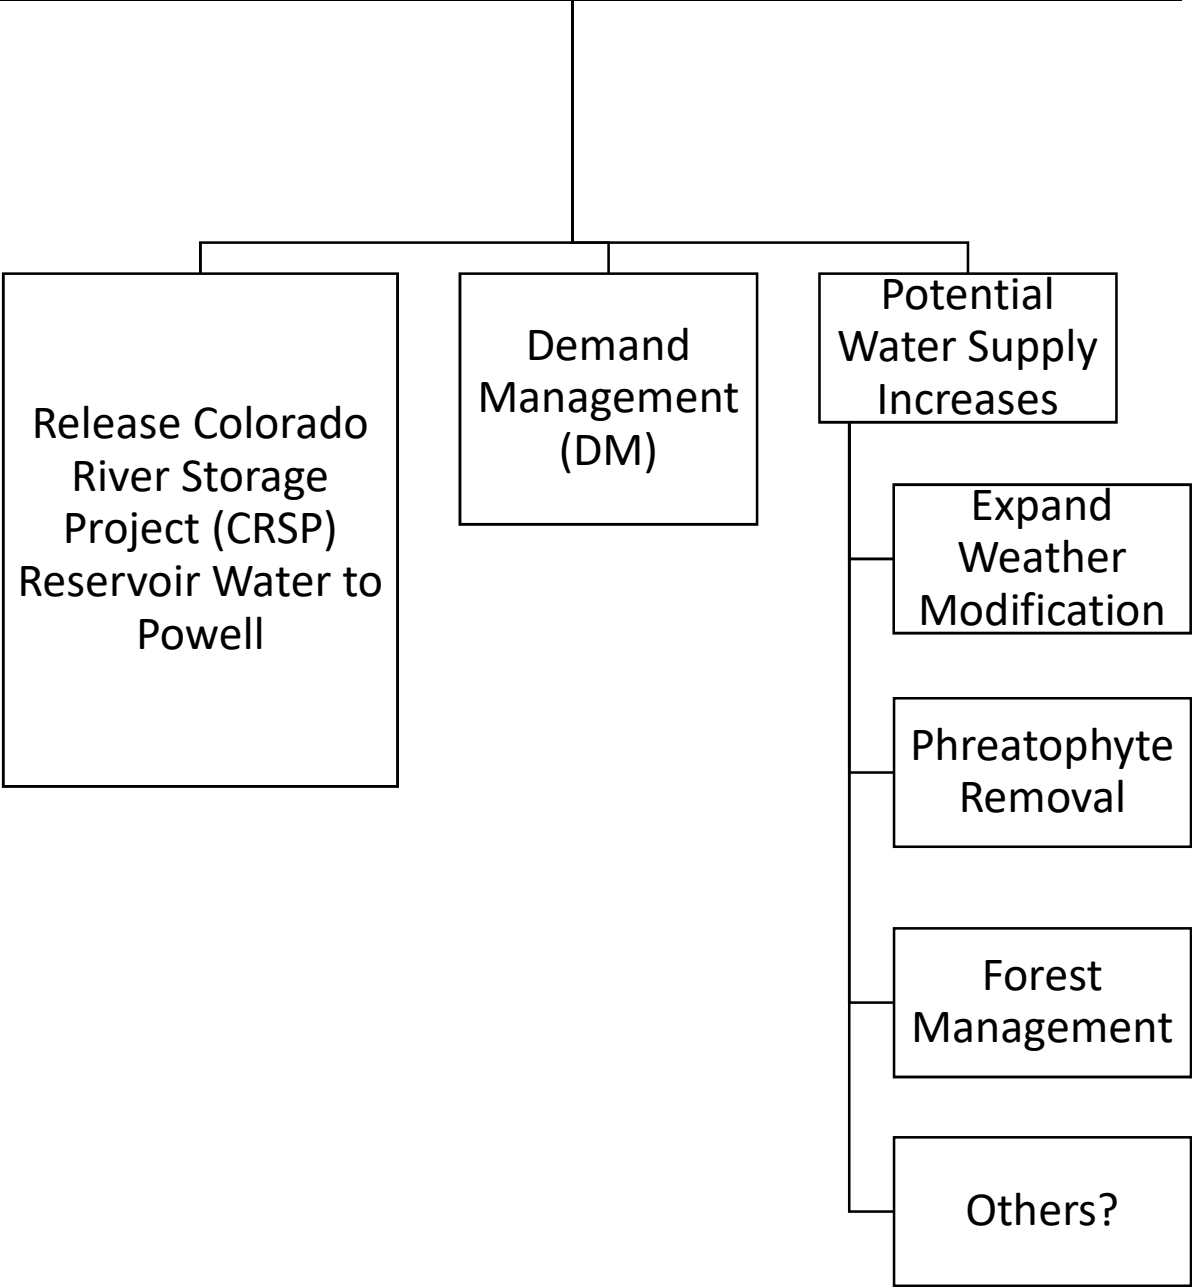 Release Colorado
River Storage
Project (CRSP)
Reservoir Water to
Powell
Demand
Management
(DM)
Potential
Water Supply
Increases
Expand
Weather
Modification
Phreatophyte
Removal
Forest
Management
Others?